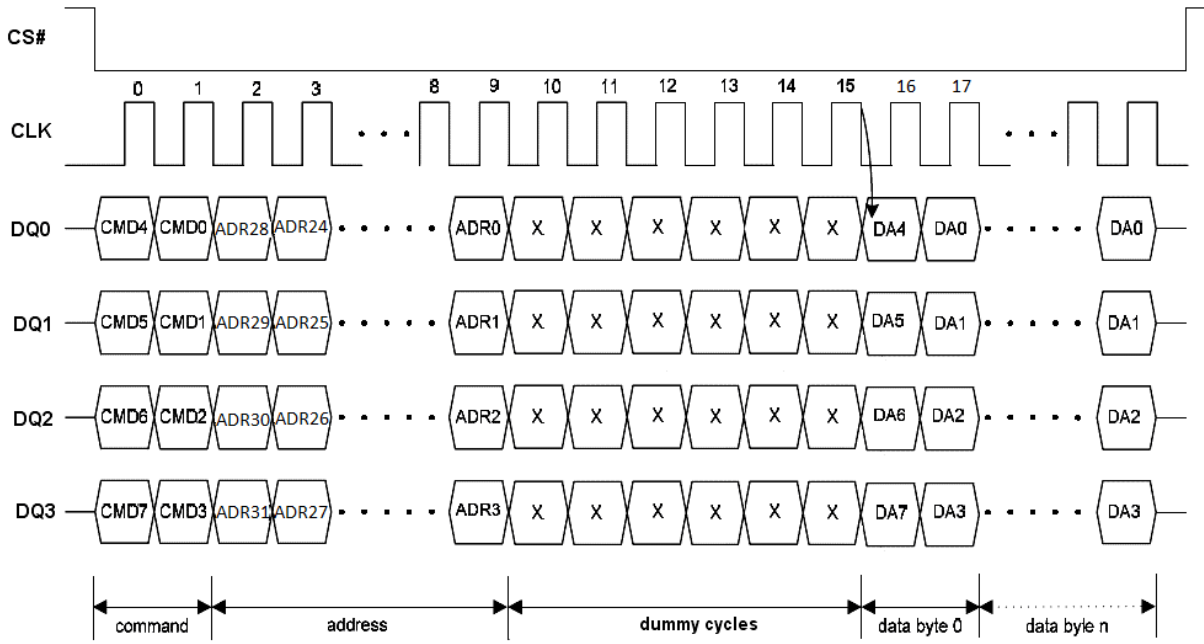 CS#
0 1 2 3 8 9 10 11 12 13 14 15 16 17
CLK
DQ0 CMD4 CMD0 ADR28 ADR24 ADR0 X X X X X X DA4 DA0 DA0
DQ1 CMD5 CMD1 ADR29 ADR25 ADR1 X X X X X X DA5 DA1 DA1
DQ2 CMD6 CMD2 ADR30 ADR26 ADR2 X X X X X X DA6 DA2 DA2
DQ3 CMD7 CMD3 ADR31 ADR27 ADR3 X X X X X X DA7 DA3 DA3
command address dummy cycles data byte 0 data byte n